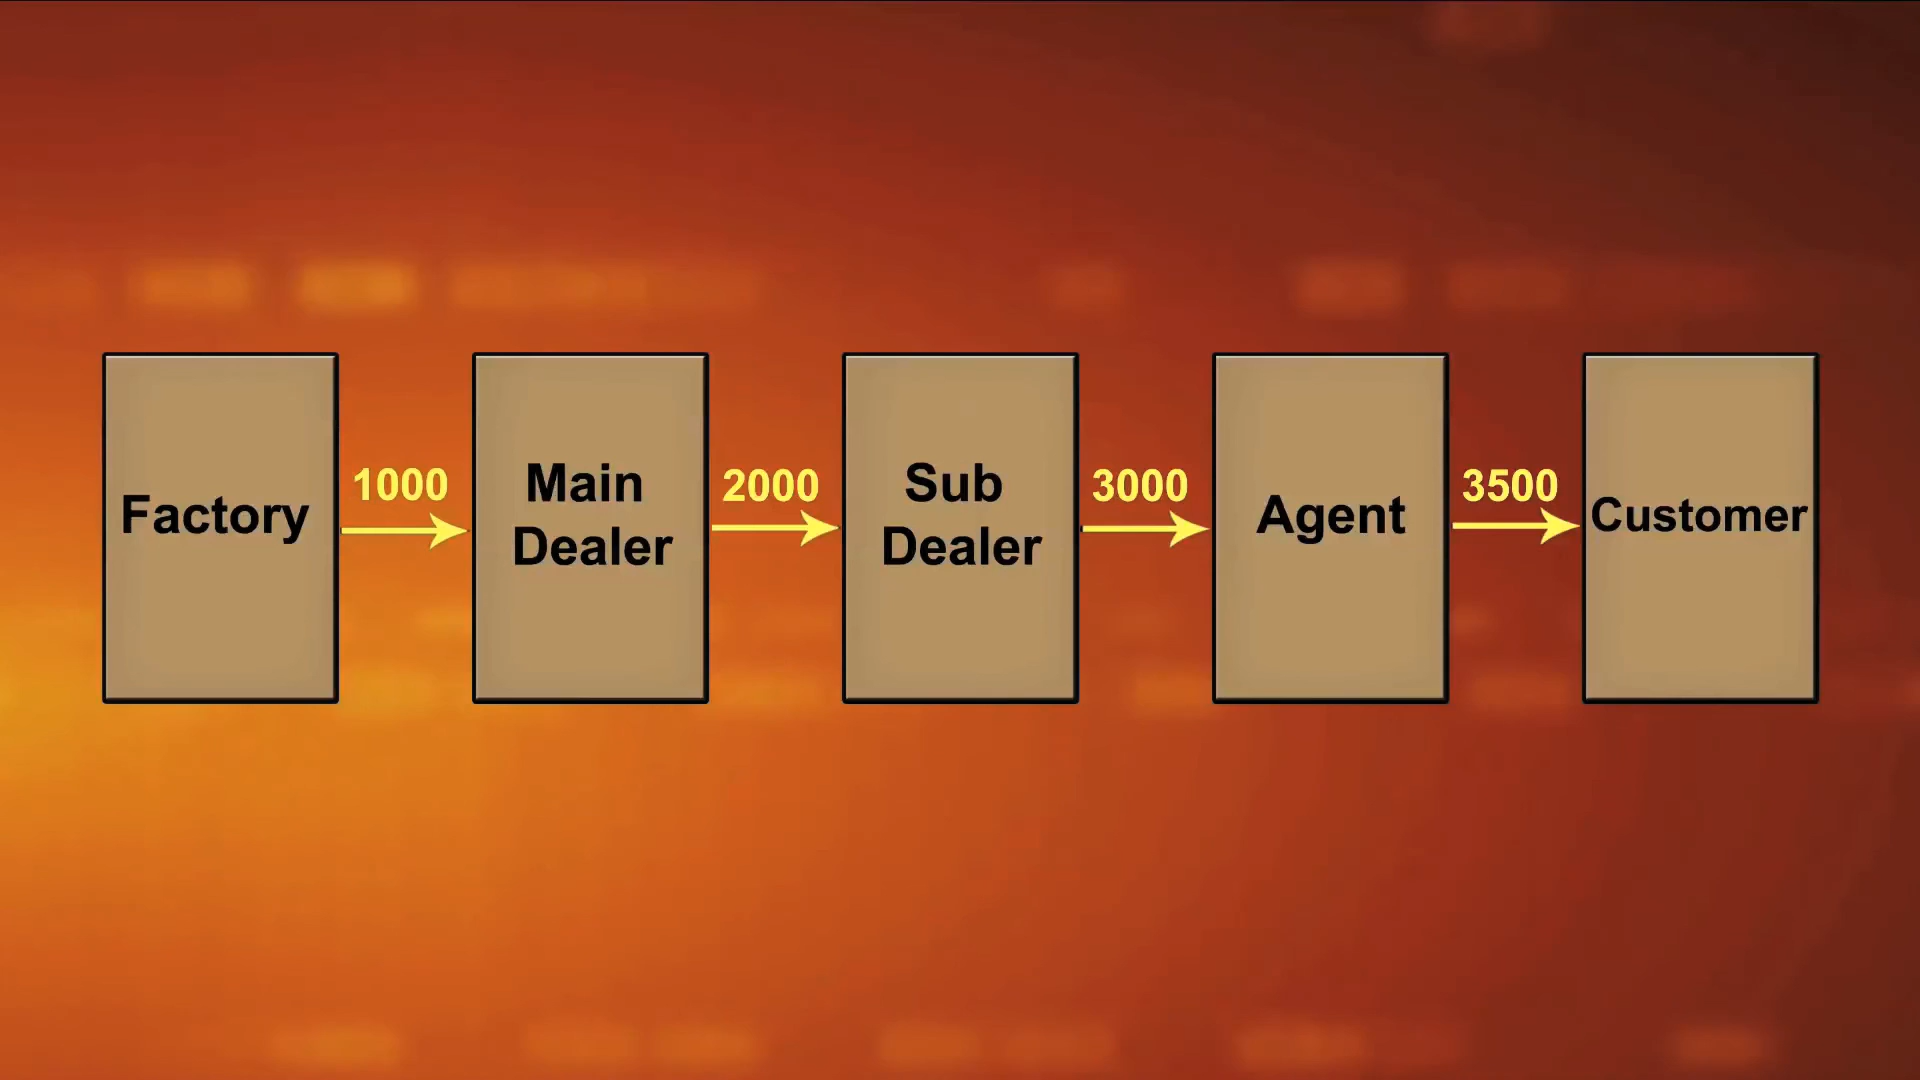 Factory
1000
Main
Dealer
2000
Sub
Dealer
3000
Agent
3500
Customer